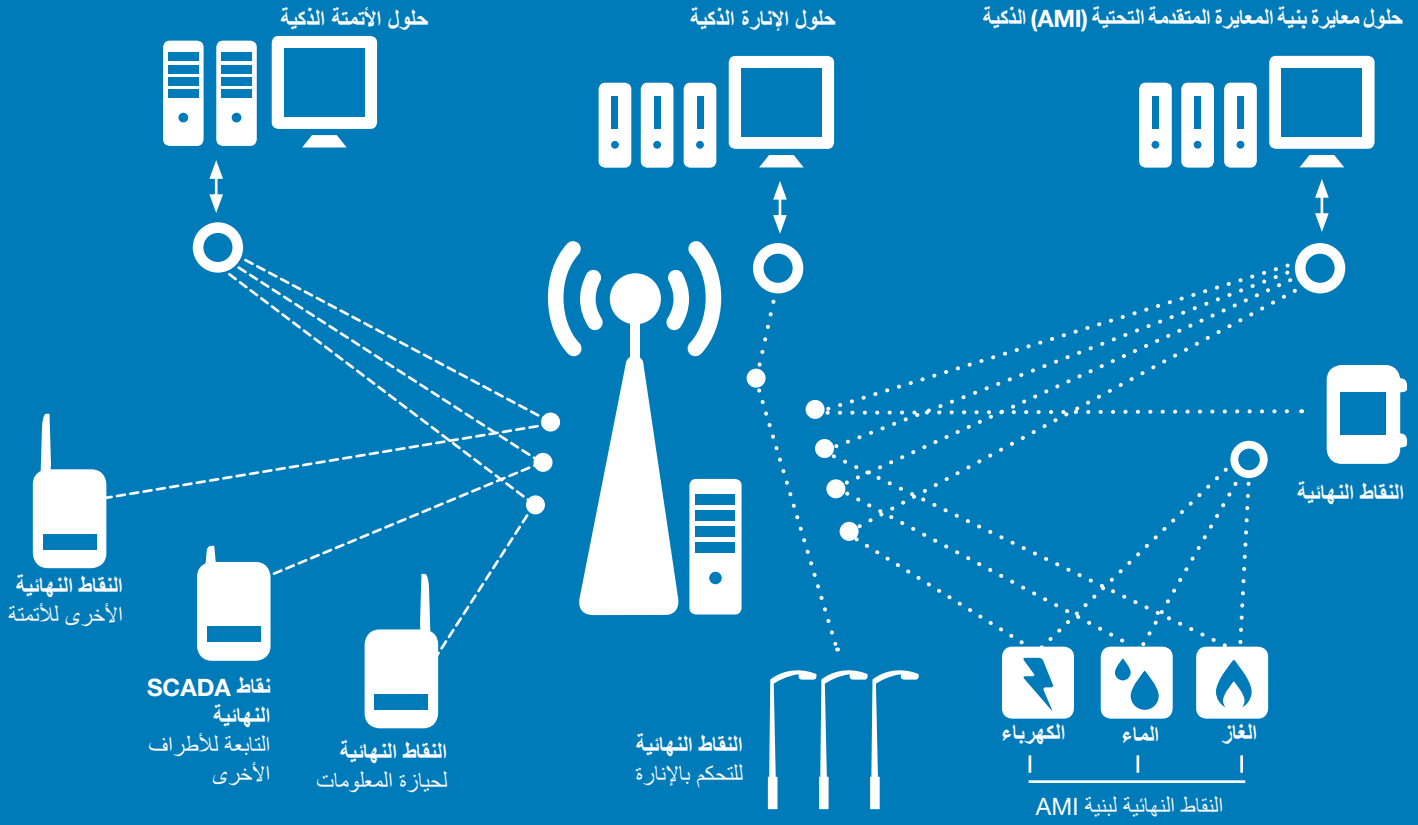 حلول معايرة بنية المعايرة المتقدمة التحتية (AMI) الذكية
حلول الإنارة الذكية
حلول الأتمتة الذكية
النقاط النهائية
الغاز
الماء
الكهرباء
النقاط النهائية لبنية AMI
النقاط النهائية
للتحكم بالإنارة
النقاط النهائية
لحيازة المعلومات
نقاط SCADA
النهائية
التابعة للأطراف
الأخرى
النقاط النهائية
الأخرى للأتمتة